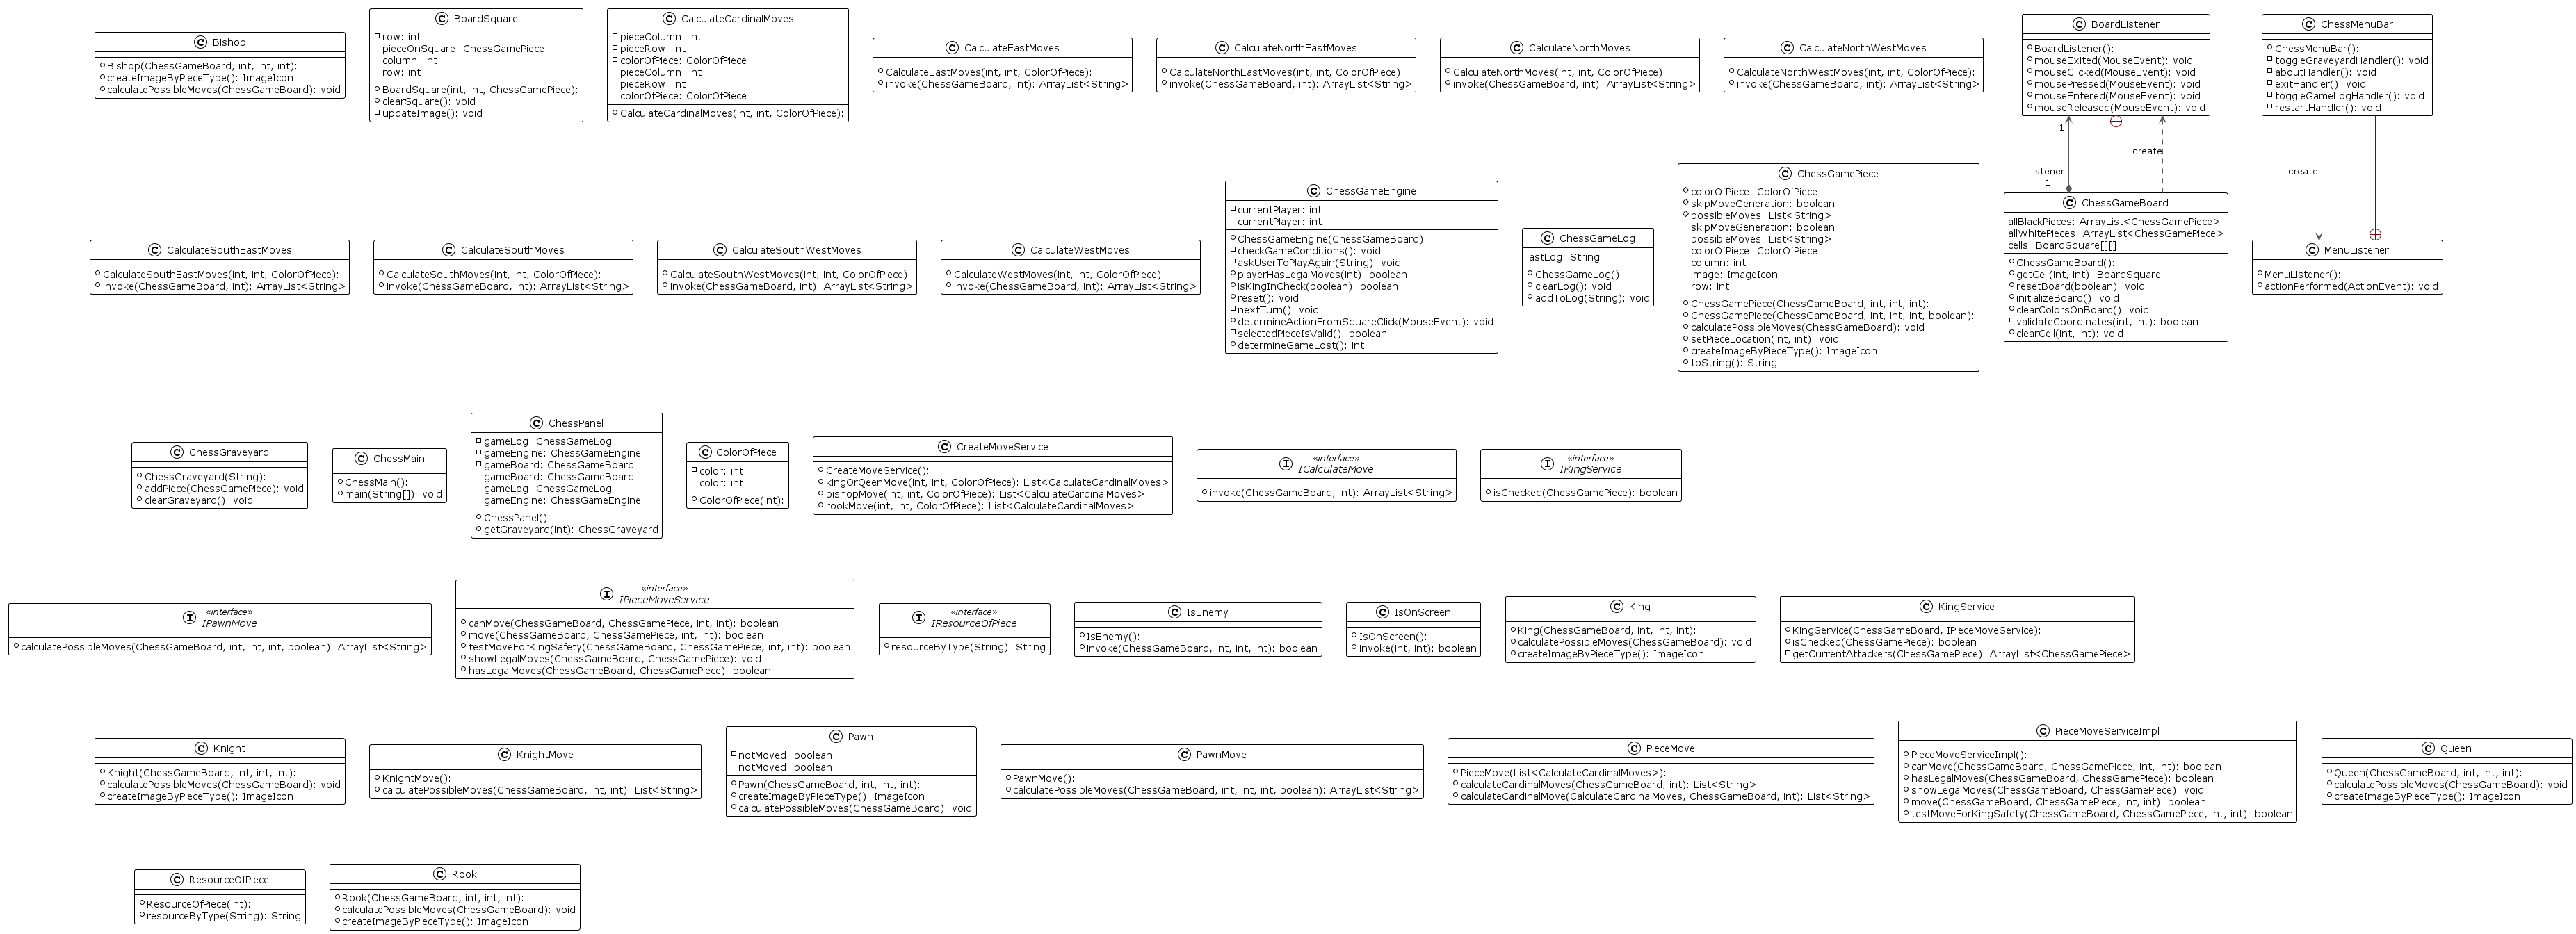 C Bishop
Bishop(ChessGameBoard, int, int, int):
createImageByPieceType(): ImageIcon
calculatePossibleMoves(ChessGameBoard): void
C BoardSquare
row: int
pieceOnSquare: ChessGamePiece
column: int
row: int
BoardSquare(int, int, ChessGamePiece):
clearSquare(): void
updateImage(): void
C CalculateCardinalMoves
pieceColumn: int
pieceRow: int
colorOfPiece: ColorOfPiece
pieceColumn: int
pieceRow: int
colorOfPiece: ColorOfPiece
CalculateCardinalMoves(int, int, ColorOfPiece):
C CalculateEastMoves
CalculateEastMoves(int, int, ColorOfPiece):
invoke(ChessGameBoard, int): ArrayList<String>
C CalculateNorthEastMoves
CalculateNorthEastMoves(int, int, ColorOfPiece):
invoke(ChessGameBoard, int): ArrayList<String>
C CalculateNorthMoves
CalculateNorthMoves(int, int, ColorOfPiece):
invoke(ChessGameBoard, int): ArrayList<String>
C CalculateNorthWestMoves
CalculateNorthWestMoves(int, int, ColorOfPiece):
invoke(ChessGameBoard, int): ArrayList<String>
C BoardListener
BoardListener():
mouseExited(MouseEvent): void
mouseClicked(MouseEvent): void
mousePressed(MouseEvent): void
mouseEntered(MouseEvent): void
mouseReleased(MouseEvent): void
C ChessMenuBar
ChessMenuBar():
toggleGraveyardHandler(): void
aboutHandler(): void
exitHandler(): void
toggleGameLogHandler(): void
restartHandler(): void
1
create
listener
1
create
C CalculateSouthEastMoves
CalculateSouthEastMoves(int, int, ColorOfPiece):
invoke(ChessGameBoard, int): ArrayList<String>
C CalculateSouthMoves
CalculateSouthMoves(int, int, ColorOfPiece):
invoke(ChessGameBoard, int): ArrayList<String>
C CalculateSouthWestMoves
CalculateSouthWestMoves(int, int, ColorOfPiece):
invoke(ChessGameBoard, int): ArrayList<String>
C CalculateWestMoves
CalculateWestMoves(int, int, ColorOfPiece):
invoke(ChessGameBoard, int): ArrayList<String>
C ChessGameEngine
currentPlayer: int
currentPlayer: int
ChessGameEngine(ChessGameBoard):
checkGameConditions(): void
askUserToPlayAgain(String): void
playerHasLegalMoves(int): boolean
isKingInCheck(boolean): boolean
reset(): void
nextTurn(): void
determineActionFromSquareClick(MouseEvent): void
selectedPieceIsValid(): boolean
determineGameLost(): int
C ChessGameLog
lastLog: String
ChessGameLog():
clearLog(): void
addToLog(String): void
C ChessGamePiece
colorOfPiece: ColorOfPiece
skipMoveGeneration: boolean
possibleMoves: List<String>
skipMoveGeneration: boolean
possibleMoves: List<String>
colorOfPiece: ColorOfPiece
column: int
image: ImageIcon
row: int
ChessGamePiece(ChessGameBoard, int, int, int):
ChessGamePiece(ChessGameBoard, int, int, int, boolean):
calculatePossibleMoves(ChessGameBoard): void
setPieceLocation(int, int): void
createImageByPieceType(): ImageIcon
toString(): String
C ChessGameBoard
allBlackPieces: ArrayList<ChessGamePiece>
allWhitePieces: ArrayList<ChessGamePiece>
cells: BoardSquare[][]
ChessGameBoard():
getCell(int, int): BoardSquare
resetBoard(boolean): void
initializeBoard(): void
clearColorsOnBoard(): void
validateCoordinates(int, int): boolean
clearCell(int, int): void
C MenuListener
MenuListener():
actionPerformed(ActionEvent): void
C ChessGraveyard
ChessGraveyard(String):
addPiece(ChessGamePiece): void
clearGraveyard(): void
C ChessMain
ChessMain():
main(String[]): void
C ChessPanel
gameLog: ChessGameLog
gameEngine: ChessGameEngine
gameBoard: ChessGameBoard
gameBoard: ChessGameBoard
gameLog: ChessGameLog
gameEngine: ChessGameEngine
ChessPanel():
getGraveyard(int): ChessGraveyard
C ColorOfPiece
color: int
color: int
ColorOfPiece(int):
C CreateMoveService
CreateMoveService():
kingOrQeenMove(int, int, ColorOfPiece): List<CalculateCardinalMoves>
bishopMove(int, int, ColorOfPiece): List<CalculateCardinalMoves>
rookMove(int, int, ColorOfPiece): List<CalculateCardinalMoves>
«interface»
I ICalculateMove
invoke(ChessGameBoard, int): ArrayList<String>
«interface»
I IKingService
isChecked(ChessGamePiece): boolean
«interface»
I IPawnMove
calculatePossibleMoves(ChessGameBoard, int, int, int, boolean): ArrayList<String>
«interface»
I IPieceMoveService
canMove(ChessGameBoard, ChessGamePiece, int, int): boolean
move(ChessGameBoard, ChessGamePiece, int, int): boolean
testMoveForKingSafety(ChessGameBoard, ChessGamePiece, int, int): boolean
showLegalMoves(ChessGameBoard, ChessGamePiece): void
hasLegalMoves(ChessGameBoard, ChessGamePiece): boolean
«interface»
I IResourceOfPiece
resourceByType(String): String
C IsEnemy
IsEnemy():
invoke(ChessGameBoard, int, int, int): boolean
C IsOnScreen
IsOnScreen():
invoke(int, int): boolean
C King
King(ChessGameBoard, int, int, int):
calculatePossibleMoves(ChessGameBoard): void
createImageByPieceType(): ImageIcon
C KingService
KingService(ChessGameBoard, IPieceMoveService):
isChecked(ChessGamePiece): boolean
getCurrentAttackers(ChessGamePiece): ArrayList<ChessGamePiece>
C Knight
Knight(ChessGameBoard, int, int, int):
calculatePossibleMoves(ChessGameBoard): void
createImageByPieceType(): ImageIcon
C KnightMove
KnightMove():
calculatePossibleMoves(ChessGameBoard, int, int): List<String>
C Pawn
notMoved: boolean
notMoved: boolean
Pawn(ChessGameBoard, int, int, int):
createImageByPieceType(): ImageIcon
calculatePossibleMoves(ChessGameBoard): void
C PawnMove
PawnMove():
calculatePossibleMoves(ChessGameBoard, int, int, int, boolean): ArrayList<String>
C PieceMove
PieceMove(List<CalculateCardinalMoves>):
calculateCardinalMoves(ChessGameBoard, int): List<String>
calculateCardinalMove(CalculateCardinalMoves, ChessGameBoard, int): List<String>
C PieceMoveServiceImpl
PieceMoveServiceImpl():
canMove(ChessGameBoard, ChessGamePiece, int, int): boolean
hasLegalMoves(ChessGameBoard, ChessGamePiece): boolean
showLegalMoves(ChessGameBoard, ChessGamePiece): void
move(ChessGameBoard, ChessGamePiece, int, int): boolean
testMoveForKingSafety(ChessGameBoard, ChessGamePiece, int, int): boolean
C Queen
Queen(ChessGameBoard, int, int, int):
calculatePossibleMoves(ChessGameBoard): void
createImageByPieceType(): ImageIcon
C ResourceOfPiece
ResourceOfPiece(int):
resourceByType(String): String
C Rook
Rook(ChessGameBoard, int, int, int):
calculatePossibleMoves(ChessGameBoard): void
createImageByPieceType(): ImageIcon